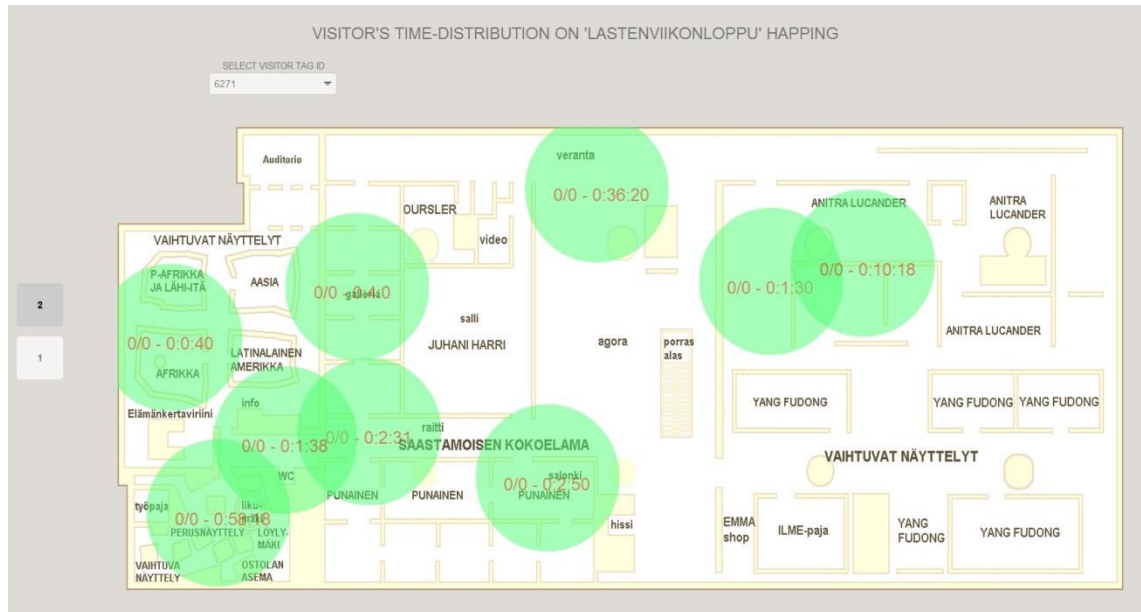 VISITOR'S TIME-DISTRIBUTION ON 'LASTENVIIKONLOPPU' HAPPING
SELECT VISITOR TAG ID
6271
2
1
Auditorio
veranta
0/0 - 0:36:20
OURSLER
video
ANITRA LUCANDER
ANITRA
LUCANDER
VAIHTUVAT NÄYTTELYT
P-AFRIKKA
JA LÄHI-ITÄ
AASIA
0/0 - 0:4:0
galleria
0/0 - 0:1:30
0/0 - 0:10:18
salli
JUHANI HARRI
agora
porras
alas
ANITRA LUCANDER
0/0 - 0:0:40
AFRIKKA
LATINALAINEN
AMERIKKA
Elämänkertaviriini
info
0/0 - 0:1:38
0/0 - 0:2:31
raitti
SAASTAMOISEN KOKOELAMA
YANG FUDONG
YANG FUDONG
YANG FUDONG
VAIHTUVAT NÄYTTELYT
WC
PUNAINEN
PUNAINEN
salonki
0/0 - 0:2:50
PUNAINEN
työpaja
0/0 - 0:58:18
PERUSNÄYTTELY
LÖYLY-
MÄKI
hissi
EMMA
shop
ILME-paja
YANG
FUDONG
YANG FUDONG
VAIHTUVA
NÄYTTELY
OSTOLAN
ASEMA